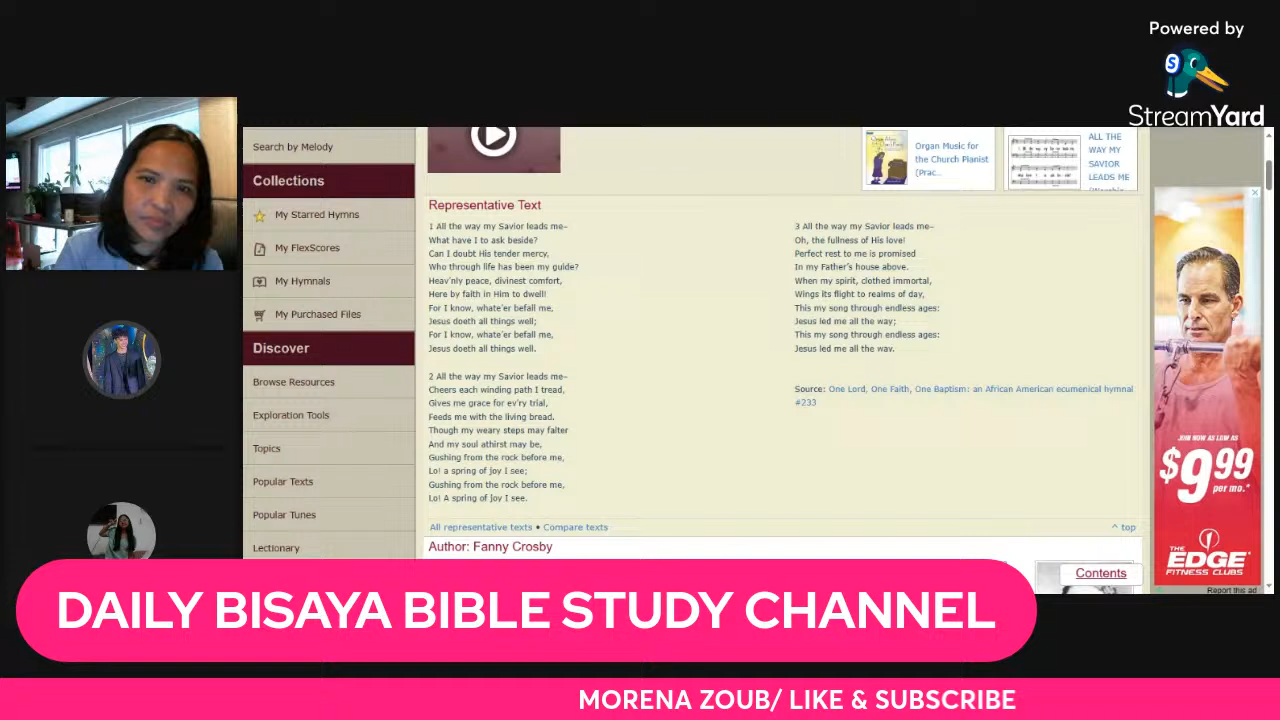 Powered by
StreamYard
Search by Melody
Collections
My Starred Hymns
My FlexScores
My Hymnals
My Purchased Files
Discover
Browse Resources
Exploration Tools
Topics
Popular Texts
Popular Tunes
Lectionary
Organ Music for
the Church Pianist
[Prac...
ALL THE
WAY MY
SAVIOR
LEADS ME
Representative Text
1 All the way my Savior leads me–
What have I to ask beside?
Can I doubt His tender mercy,
Who through life has been my guide?
Heav'nly peace, divinest comfort,
Here by faith in Him to dwell!
For I know, whate'er befall me,
Jesus doeth all things well;
For I know, whate'er befall me,
Jesus doeth all things well.
2 All the way my Savior leads me–
Cheers each winding path I tread,
Gives me grace for ev'ry trial,
Feeds me with the living bread.
Though my weary steps may falter
And my soul athirst may be,
Gushing from the rock before me,
Lo! a spring of joy I see;
Gushing from the rock before me,
Lo! A spring of joy I see.
3 All the way my Savior leads me–
Oh, the fullness of His love!
Perfect rest to me is promised
In my Father's house above.
When my spirit, clothed immortal,
Wings its flight to realms of day,
This my song through endless ages:
Jesus led me all the way;
This my song through endless ages:
Jesus led me all the way.
Source: One Lord, One Faith, One Baptism: an African American ecumenical hymnal
#233
All representative texts • Compare texts
^ top
Author: Fanny Crosby
Contents
JOIN NOW AS LOW AS
$9.99
per mo.*
THE
EDGE
FITNESS CLUBS
Report this ad
DAILY BISAYA BIBLE STUDY CHANNEL
MORENA ZOUB/ LIKE & SUBSCRIBE